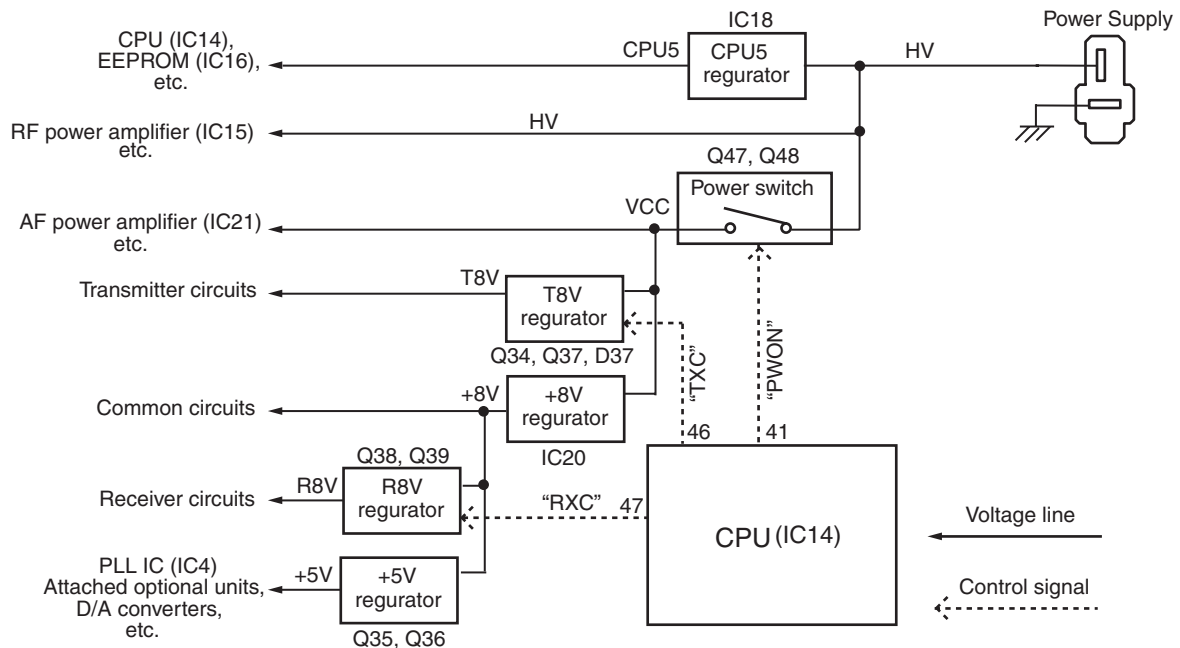 IC18
Power Supply
CPU (IC14),
EEPROM (IC16),
etc.
CPU5
CPU5
regurator
HV
RF power amplifier (IC15)
etc.
HV
Q47, Q48
Power switch
AF power amplifier (IC21)
etc.
VCC
Transmitter circuits
T8V
T8V
regurator
Q34, Q37, D37
"TXC"
"PWON"
Common circuits
+8V
+8V
regurator
IC20
46
41
Q38, Q39
Receiver circuits
R8V
R8V
regurator
"RXC"
47
CPU (IC14)
Voltage line
PLL IC (IC4)
Attached optional units,
D/A converters,
etc.
+5V
+5V
regurator
Q35, Q36
Control signal